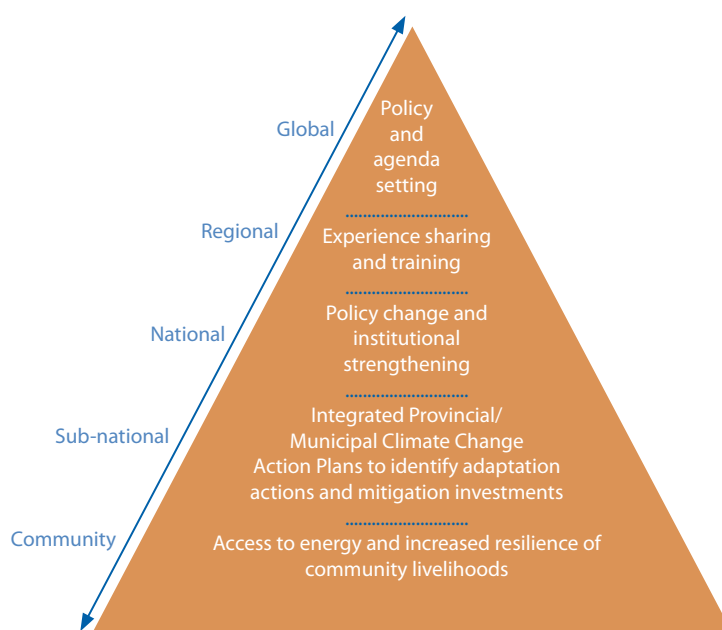 Global
Policy
and
agenda
setting
Regional
Experience sharing
and training
National
Policy change and
institutional
strengthening
Sub-national
Integrated Provincial/
Municipal Climate Change
Action Plans to identify adaptation
actions and mitigation investments
Community
Access to energy and increased resilience of
community livelihoods